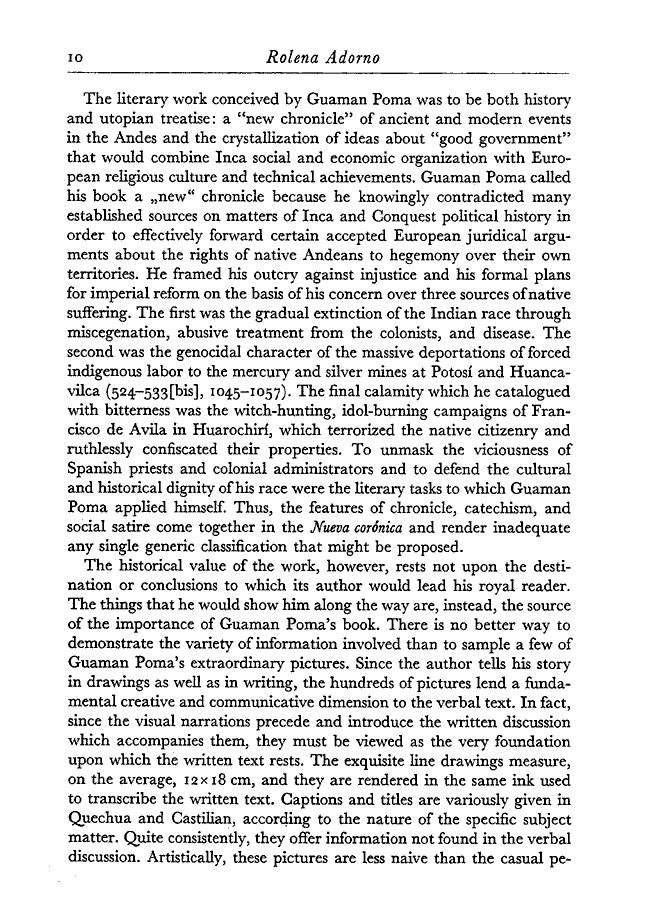 10 Rolena Adorno
The literary work conceived by Guaman Poma was to be both history
and utopian treatise: a “new chronicle” of ancient and modern events
in the Andes and the crystallization of ideas about “good government”
that would combine Inca social and economic organization with Euro-
pean religious culture and technical achievements. Guaman Poma called
his book a „new“ chronicle because he knowingly contradicted many
established sources on matters of Inca and Conquest political history in
order to effectively forward certain accepted European juridical argu-
ments about the rights of native Andeans to hegemony over their own
territories. He framed his outcry against injustice and his formal plans
for imperial reform on the basis of his concern over three sources of native
suffering. The first was the gradual extinction of the Indian race through
miscegenation, abusive treatment from the colonists, and disease. The
second was the genocidal character of the massive deportations of forced
indigenous labor to the mercury and silver mines at Potosí and Huanca-
vilca (524–533[bis], 1045–1057). The final calamity which he catalogued
with bitterness was the witch-hunting, idol-burning campaigns of Fran-
cisco de Avila in Huarochirí, which terrorized the native citizenry and
ruthlessly confiscated their properties. To unmask the viciousness of
Spanish priests and colonial administrators and to defend the cultural
and historical dignity of his race were the literary tasks to which Guaman
Poma applied himself. Thus, the features of chronicle, catechism, and
social satire come together in the Nueva corónica and render inadequate
any single generic classification that might be proposed.
The historical value of the work, however, rests not upon the desti-
nation or conclusions to which its author would lead his royal reader.
The things that he would show him along the way are, instead, the source
of the importance of Guaman Poma’s book. There is no better way to
demonstrate the variety of information involved than to sample a few of
Guaman Poma’s extraordinary pictures. Since the author tells his story
in drawings as well as in writing, the hundreds of pictures lend a funda-
mental creative and communicative dimension to the verbal text. In fact,
since the visual narrations precede and introduce the written discussion
which accompanies them, they must be viewed as the very foundation
upon which the written text rests. The exquisite line drawings measure,
on the average, 12×18 cm, and they are rendered in the same ink used
to transcribe the written text. Captions and titles are variously given in
Quechua and Castilian, according to the nature of the specific subject
matter. Quite consistently, they offer information not found in the verbal
discussion. Artistically, these pictures are less naive than the casual pe-